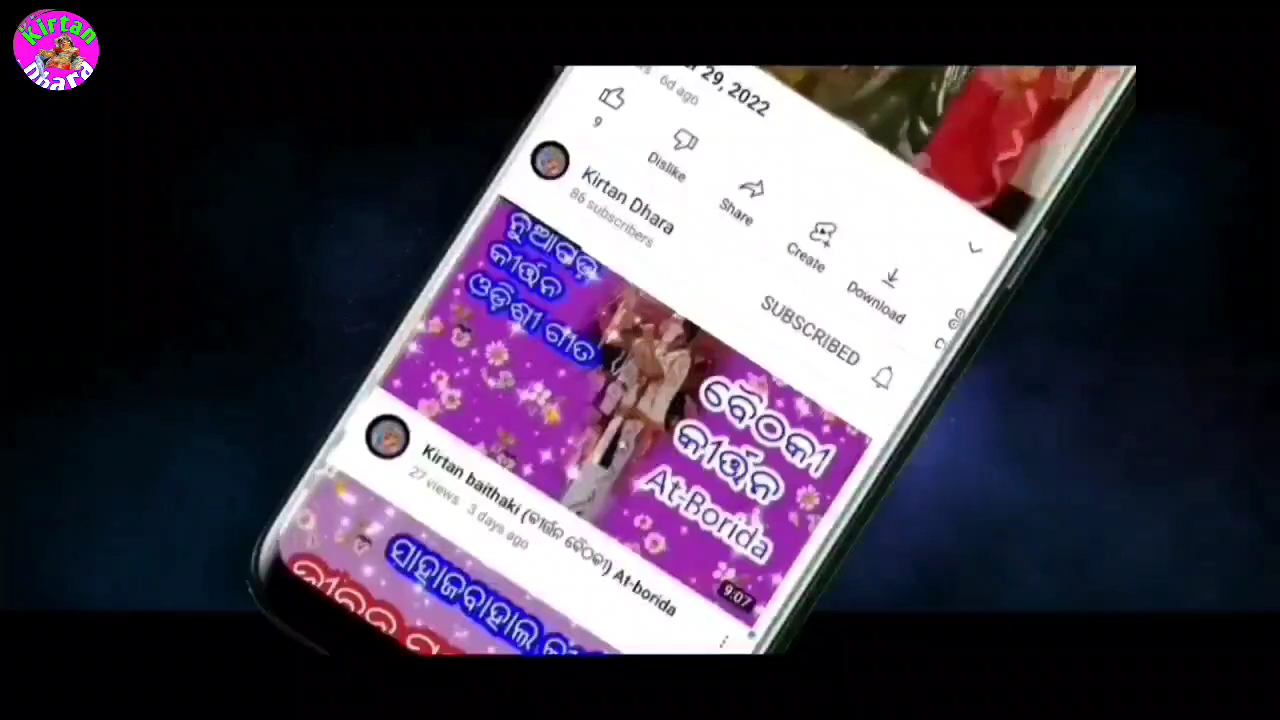 Kirtan
Dhara
29, 2022
6d ago
9
Dislike
Share
Create
Download
Kirtan Dhara
86 subscribers
SUBSCRIBED
କୀର୍ତ୍ତନ
ଓଡ଼ିଶୀ ଗୀତ
ବୈଠକୀ
କୀର୍ତ୍ତନ
At-Borida
9:07
Kirtan baithaki (କୀର୍ତ୍ତନ ବୈଠକୀ) At-borida
27 views · 3 days ago
ସାହାଜବାହାଲ